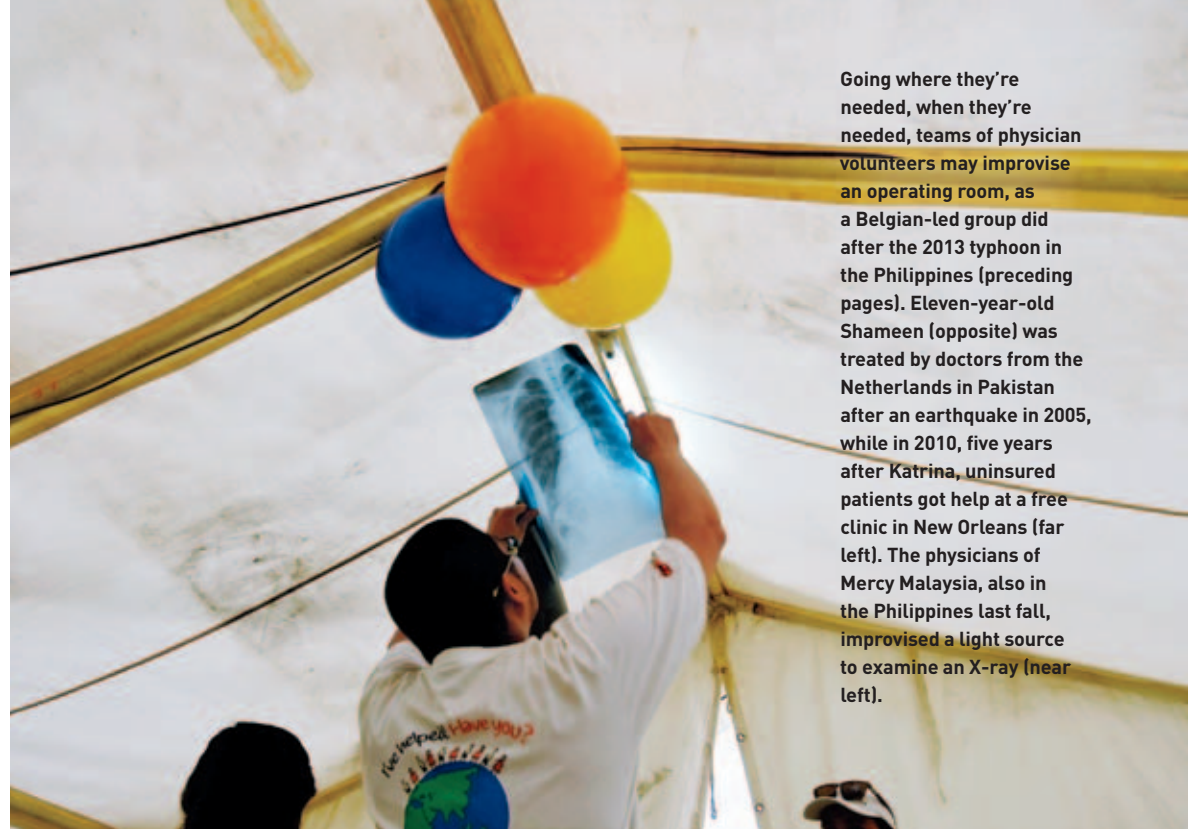 Going where they’re
needed, when they’re
needed, teams of physician
volunteers may improvise
an operating room, as
a Belgian-led group did
after the 2013 typhoon in
the Philippines (preceding
pages). Eleven-year-old
Shameen (opposite) was
treated by doctors from the
Netherlands in Pakistan
after an earthquake in 2005,
while in 2010, five years
after Katrina, uninsured
patients got help at a free
clinic in New Orleans (far
left). The physicians of
Mercy Malaysia, also in
the Philippines last fall,
improvised a light source
to examine an X-ray (near
left).
I've helped. Have you?